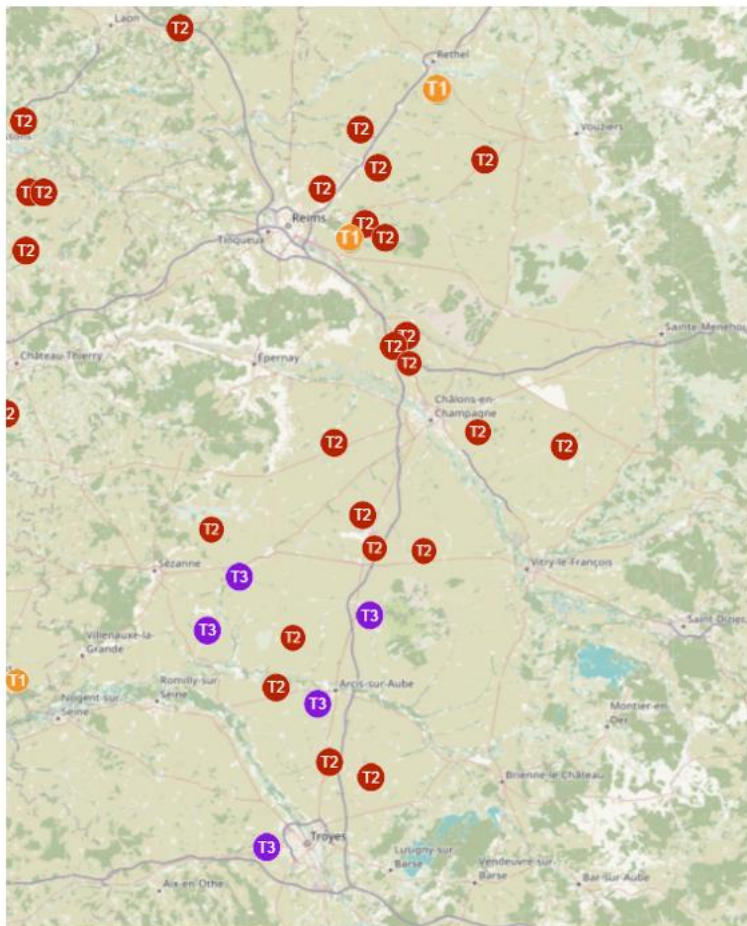 Laon
T2
Rethel
T1
T2
T2
Vouziers
T2
T2
T2
T2
T2
Reims
T2
T1
T2
Tinqueux
T2
T2
T2
Sainte-Menehou
Château-Thierry
Épernay
T2
Châlons-en-
Champagne
T2
T2
T2
T2
T2
T2
T2
Sézanne
T3
Vitry-le-François
T3
Saint-Dizier
T3
T2
Villenauxe-la-
Grande
T1
T2
Romilly-sur-
Seine
Arcis-sur-Aube
T3
Nogent-sur-
Seine
Montier-en-
Der
T2
T2
Brienne-le-Château
T3
Troyes
Lusigny-sur-
Barse
Vendeuvre-sur-
Barse
Bar-sur-Aube
Aix-en-Othe